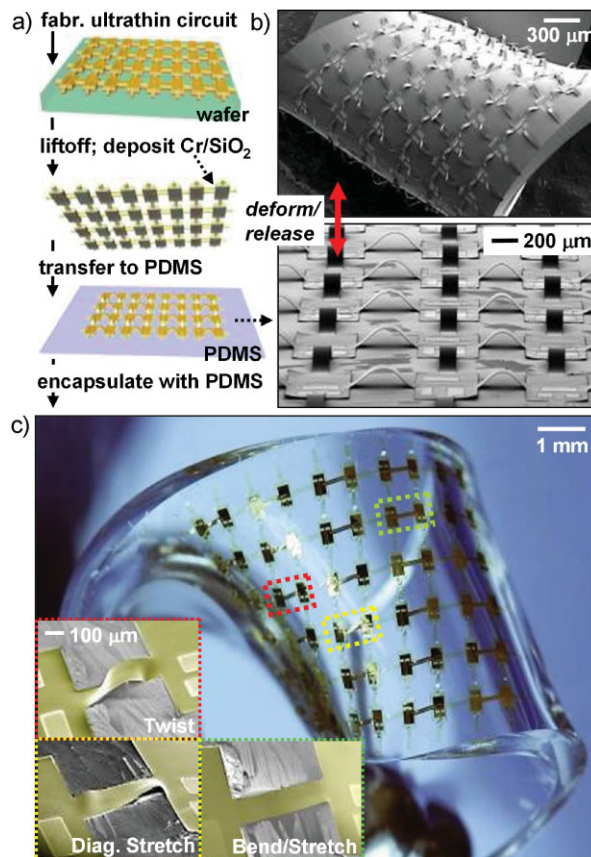 a) fabr. ultrathin circuit
wafer
liftoff; deposit Cr/SiO₂
transfer to PDMS
PDMS
encapsulate with PDMS
b)
300 μm
deform/
release
200 μm
c)
1 mm
100 μm
Twist
Diag. Stretch
Bend/Stretch